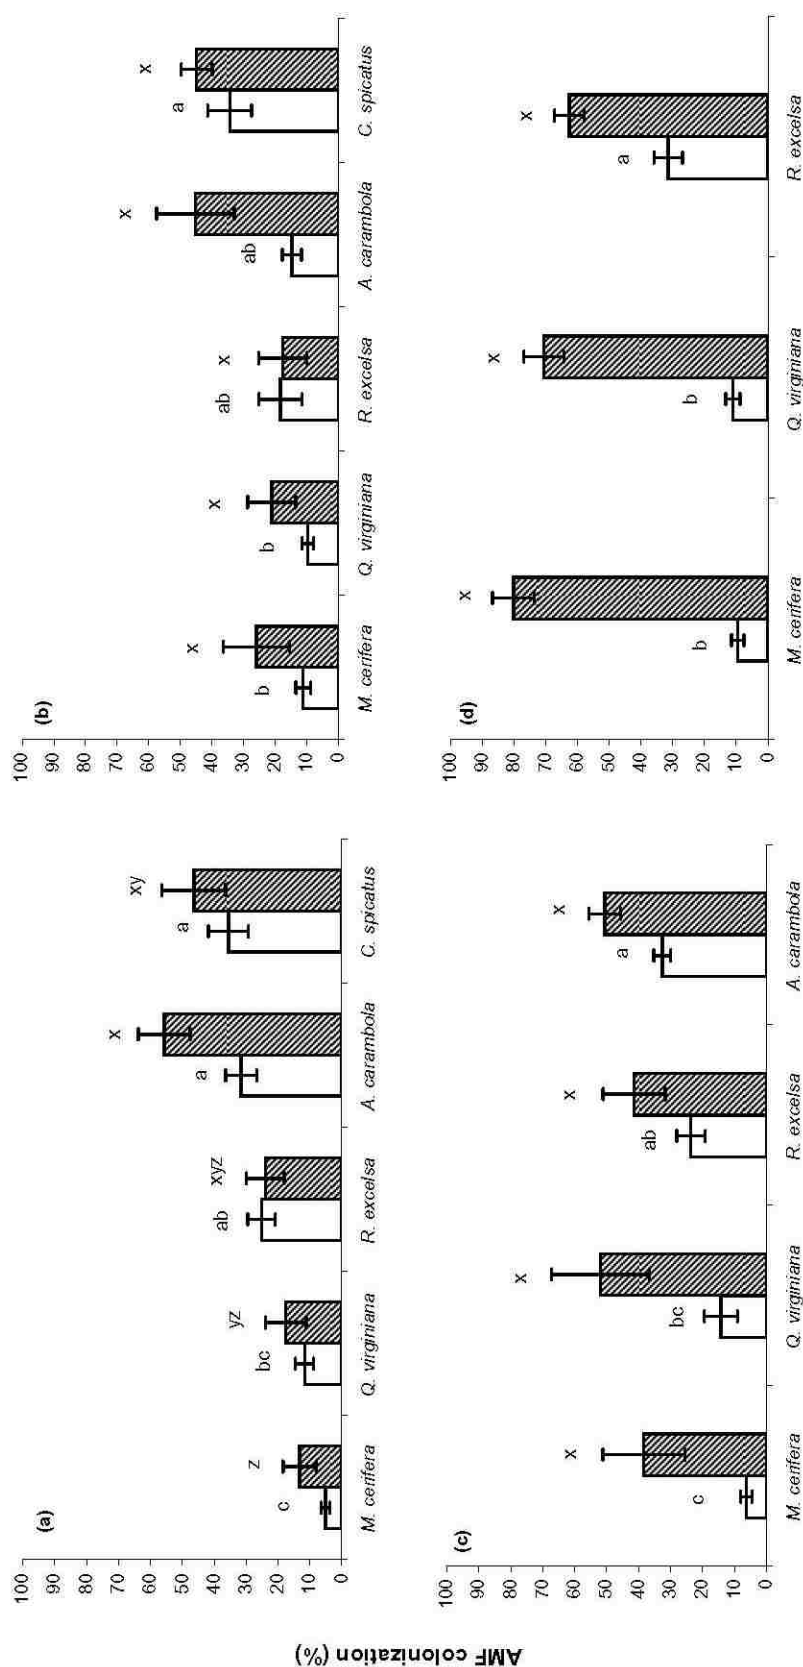 AMF colonization (%)
(a)
100
90
80
70
60
50
40
30
20
10
0
c
z
bc
yz
ab
xyz
a
x
a
xy
M. cerifera
Q. virginiana
R. excelsa
A. carambola
C. spicatus
(b)
100
90
80
70
60
50
40
30
20
10
0
b
x
b
x
ab
x
ab
x
a
x
M. cerifera
Q. virginiana
R. excelsa
A. carambola
C. spicatus
(c)
100
90
80
70
60
50
40
30
20
10
0
c
x
bc
x
ab
x
a
x
M. cerifera
Q. virginiana
R. excelsa
A. carambola
(d)
100
90
80
70
60
50
40
30
20
10
0
b
x
b
x
a
x
M. cerifera
Q. virginiana
R. excelsa